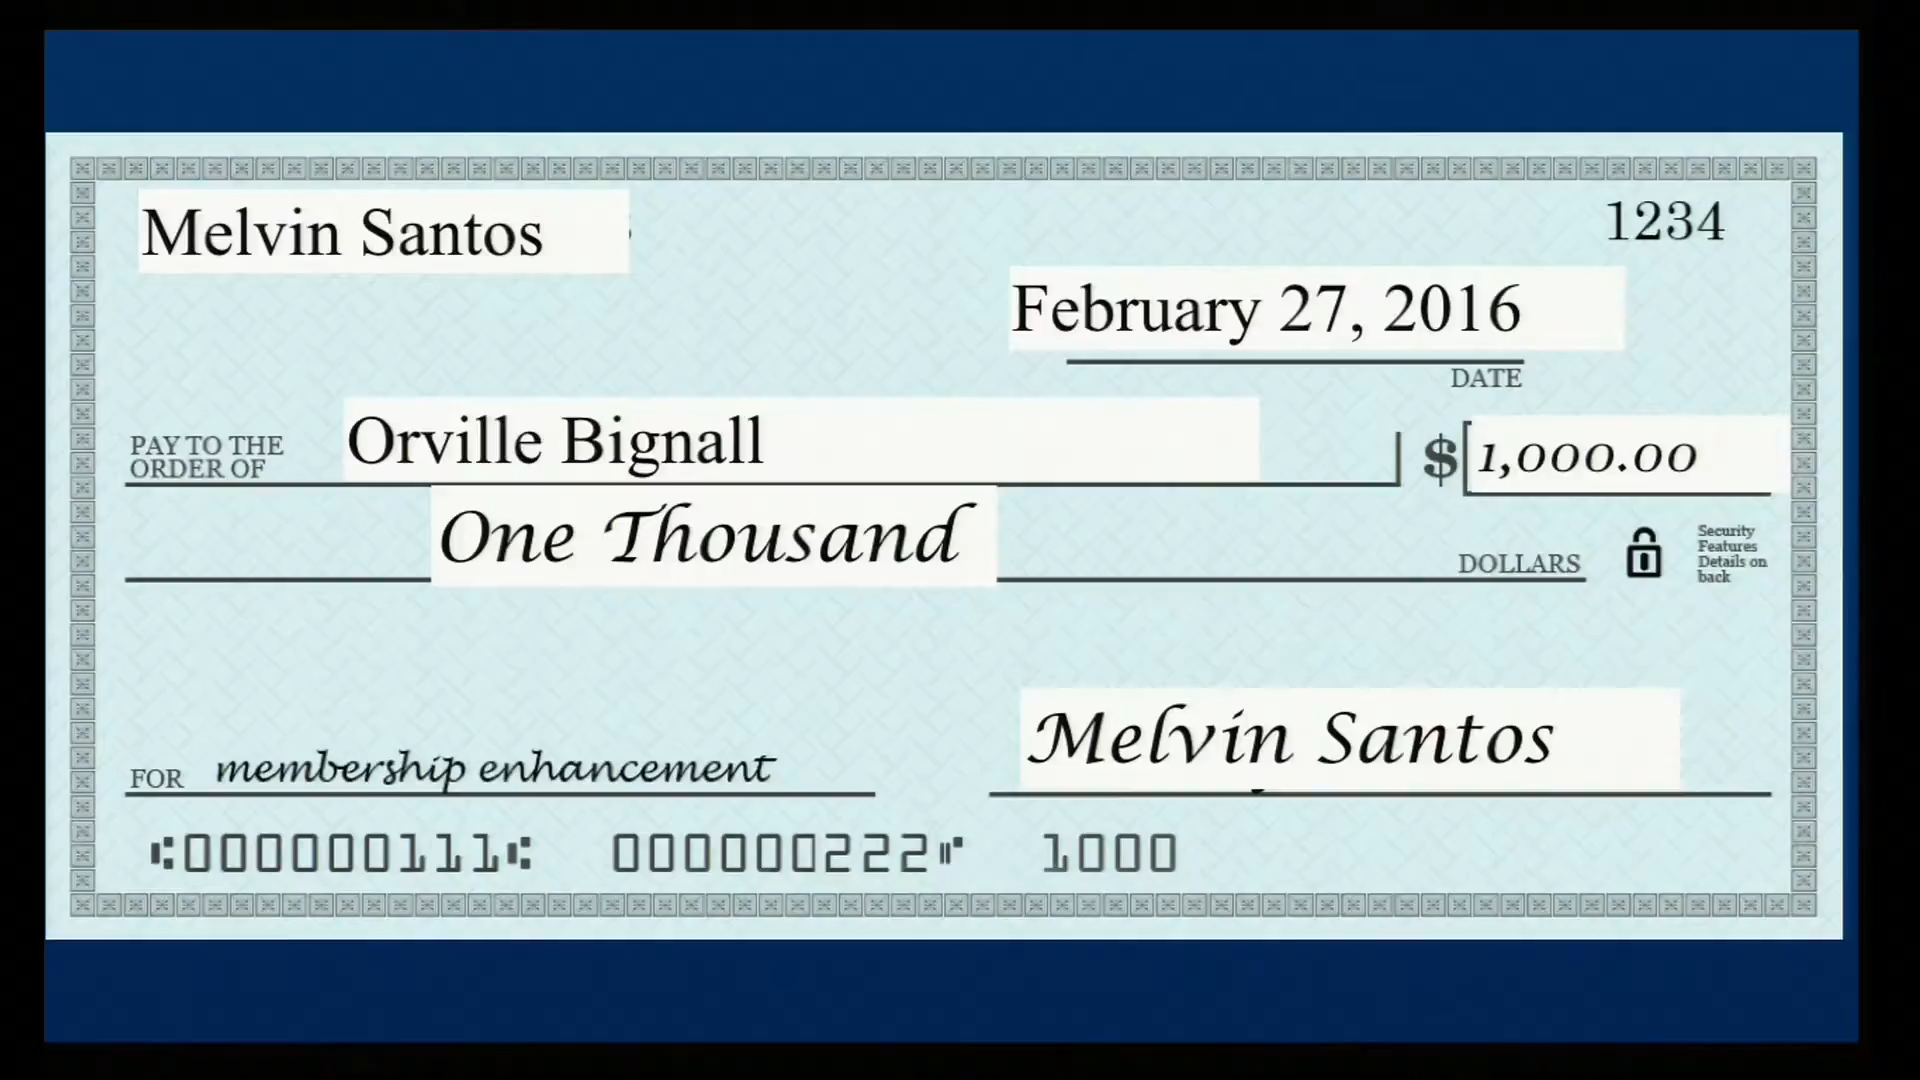 Melvin Santos
1234
February 27, 2016
DATE
PAY TO THE
ORDER OF
Orville Bignall
$ 1,000.00
One Thousand
DOLLARS
Security
Features
Details on
back
Melvin Santos
FOR membership enhancement
⑆000000111⑆ 000000222⑈ 1000